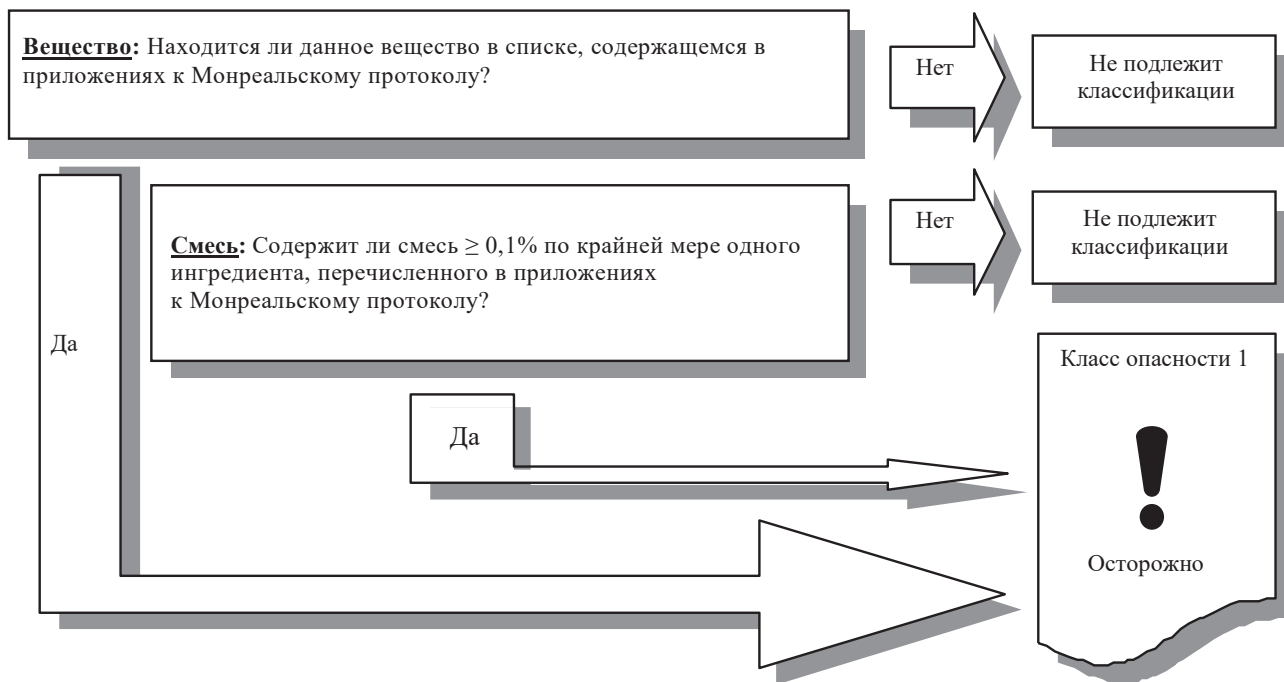 Вещество: Находится ли данное вещество в списке, содержащемся в
приложениях к Монреальскому протоколу?
Нет
Не подлежит
классификации
Смесь: Содержит ли смесь ≥ 0,1% по крайней мере одного
ингредиента, перечисленного в приложениях
к Монреальскому протоколу?
Нет
Не подлежит
классификации
Да
Да
Класс опасности 1
!
Осторожно